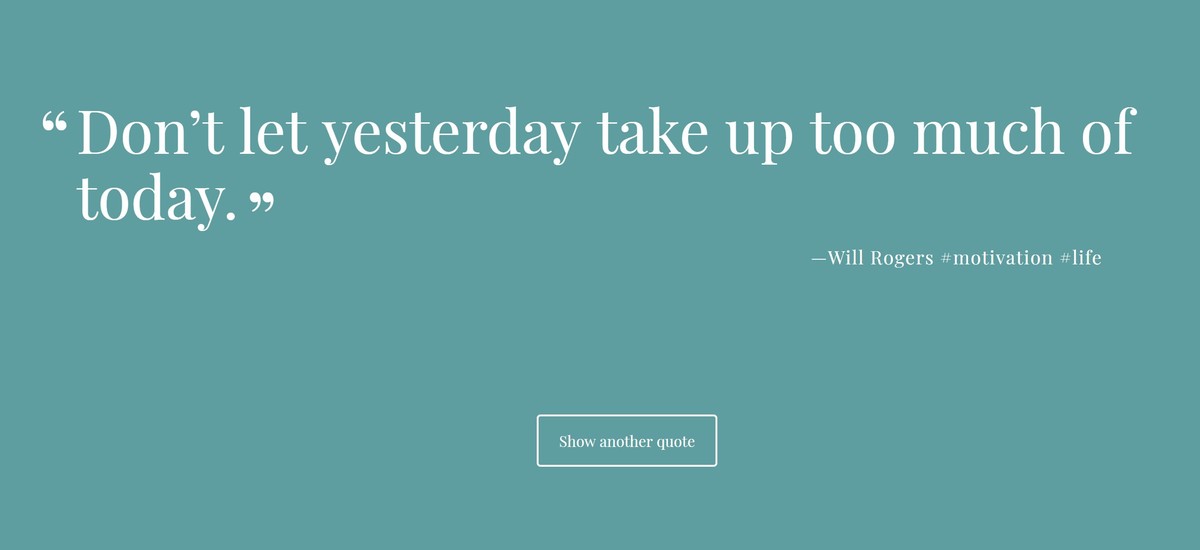 “Don’t let yesterday take up too much of
today.”
—Will Rogers #motivation #life
Show another quote